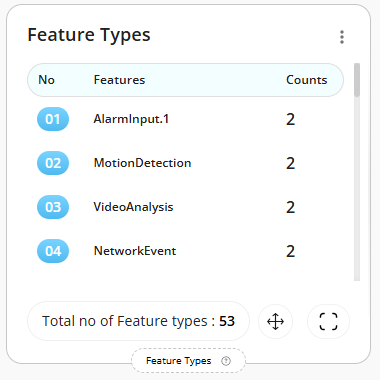 Feature Types
No Features Counts
01 AlarmInput.1 2
02 MotionDetection 2
03 VideoAnalysis 2
04 NetworkEvent 2
Total no of Feature types : 53
Feature Types ?